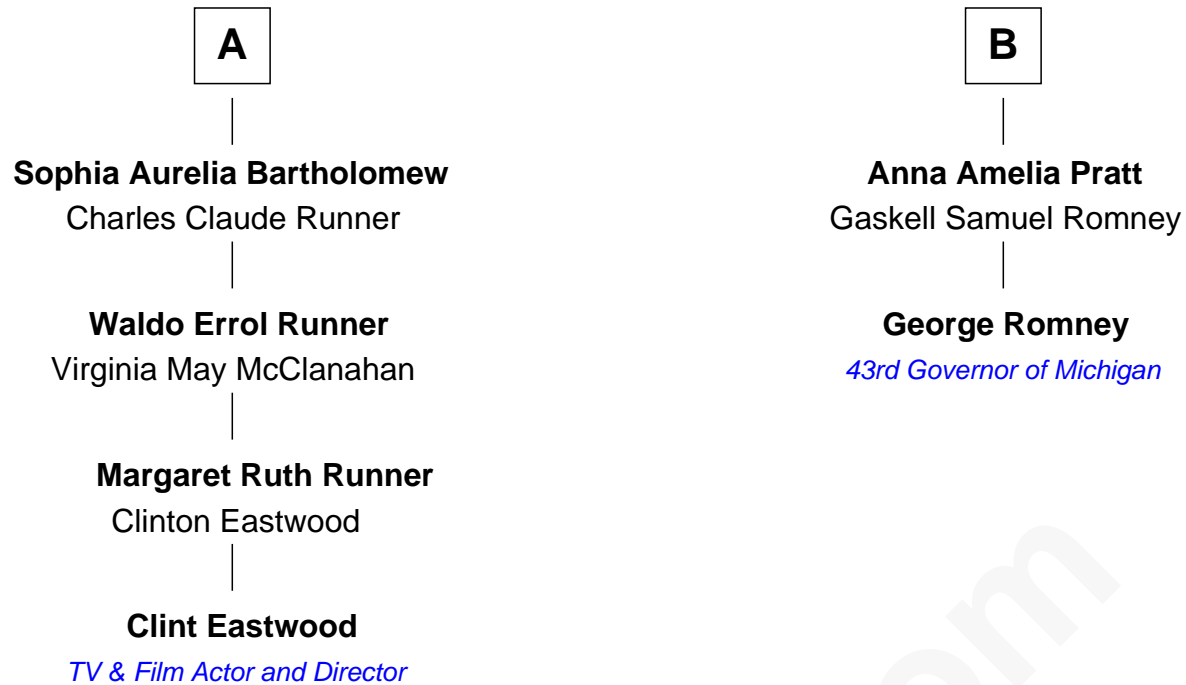 A
Sophia Aurelia Bartholomew
Charles Claude Runner
Waldo Errol Runner
Virginia May McClanahan
Margaret Ruth Runner
Clinton Eastwood
Clint Eastwood
TV & Film Actor and Director
B
Anna Amelia Pratt
Gaskell Samuel Romney
George Romney
43rd Governor of Michigan
om